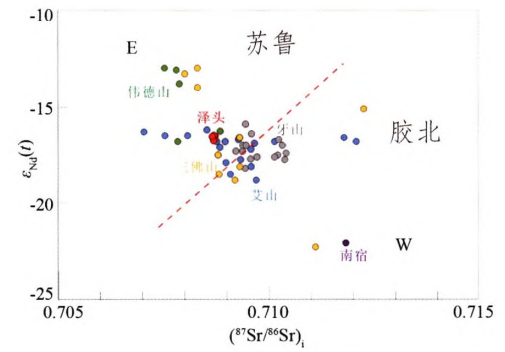 -10
E
苏鲁
伟德山
-15
泽头
牙山
胶北
εNd(t)
三佛山
艾山
-20
W
南宿
-25
0.705
0.710
0.715
(⁸⁷Sr/⁸⁶Sr)i